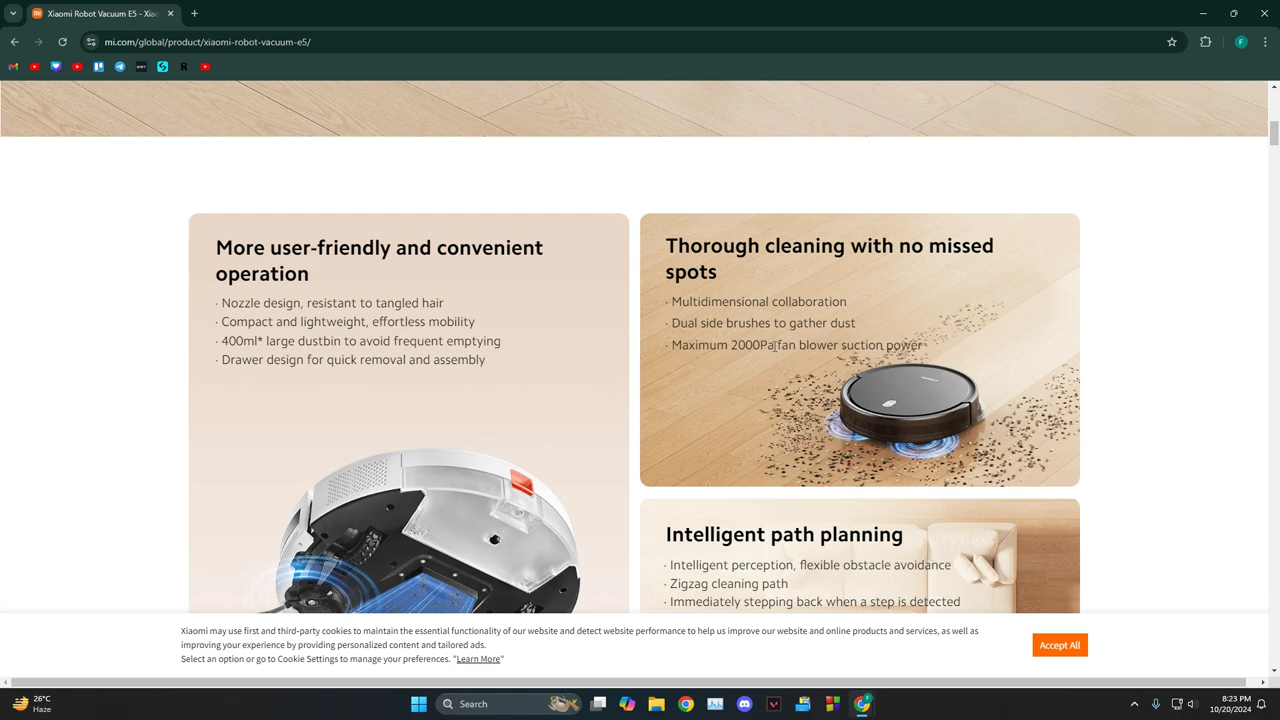 Xiaomi Robot Vacuum E5 - Xiao
mi.com/global/product/xiaomi-robot-vacuum-e5/
F
More user-friendly and convenient
operation
· Nozzle design, resistant to tangled hair
· Compact and lightweight, effortless mobility
· 400ml* large dustbin to avoid frequent emptying
· Drawer design for quick removal and assembly
Thorough cleaning with no missed
spots
· Multidimensional collaboration
· Dual side brushes to gather dust
· Maximum 2000Pa fan blower suction power
Intelligent path planning
· Intelligent perception, flexible obstacle avoidance
· Zigzag cleaning path
· Immediately stepping back when a step is detected
Xiaomi may use first and third-party cookies to maintain the essential functionality of our website and detect website performance to help us improve our website and online products and services, as well as
improving your experience by providing personalized content and tailored ads.
Select an option or go to Cookie Settings to manage your preferences. "Learn More"
Accept All
26°C
Haze
Search
8:23 PM
10/20/2024